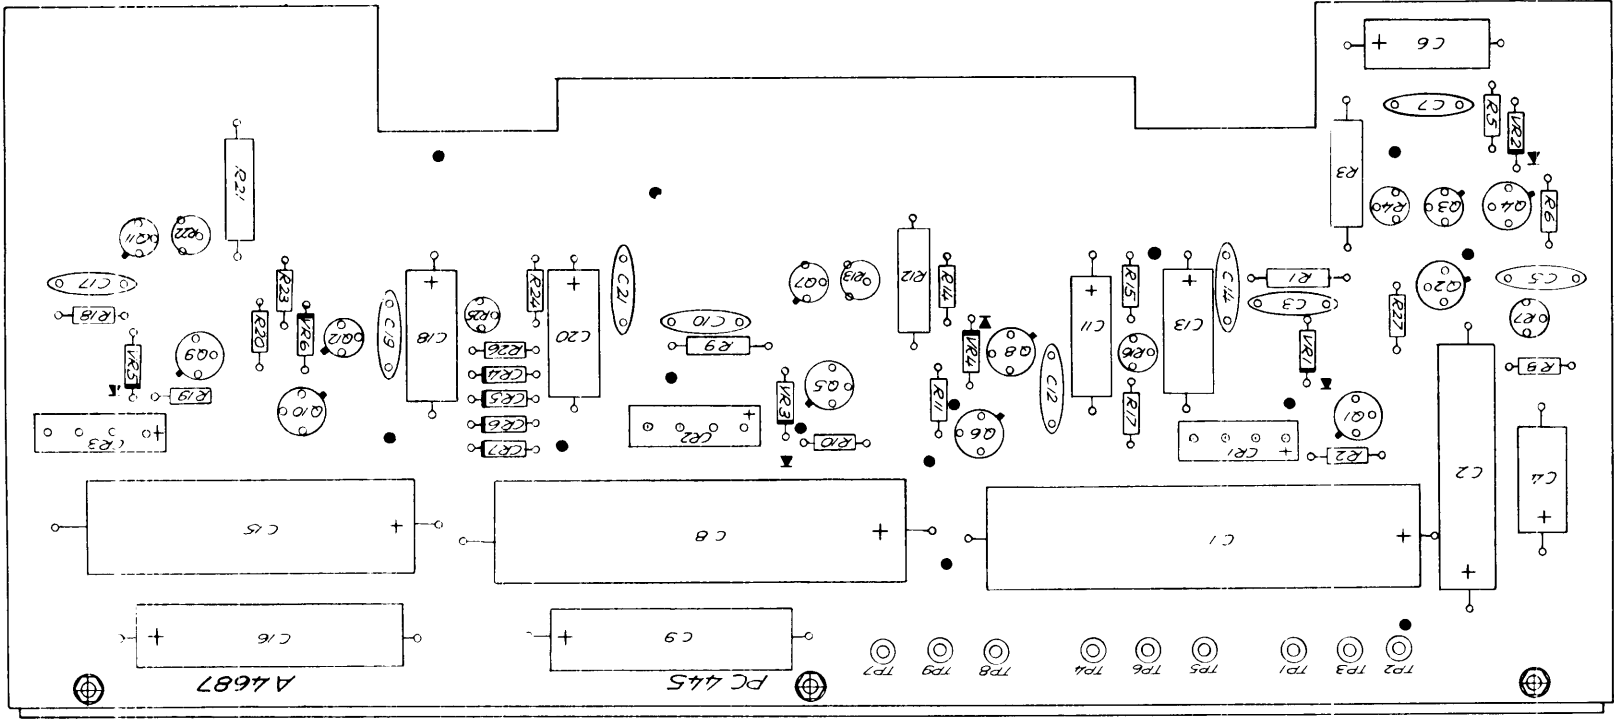 C6
C7
R5
VR2
R3
R21
R4
Q3
Q4
R6
Q11
R22
C17
R18
R23
R20
VR6
Q12
C19
C18
R25
R24
C20
C21
C10
R9
Q7
R13
R12
R14
C11
R15
C13
C14
R1
C3
R27
Q2
C5
R7
VR5
Q9
R19
Q10
R26
CR4
CR5
CR6
CR7
VR3
Q5
R11
VR4
Q8
C12
R16
R17
VR1
Q1
R8
CR3
CR2
R10
Q6
CR1
R2
C2
C4
C15
C8
C1
C16
C9
TP7
TP9
TP8
TP4
TP6
TP5
TP1
TP3
TP2
A4687
PC 445